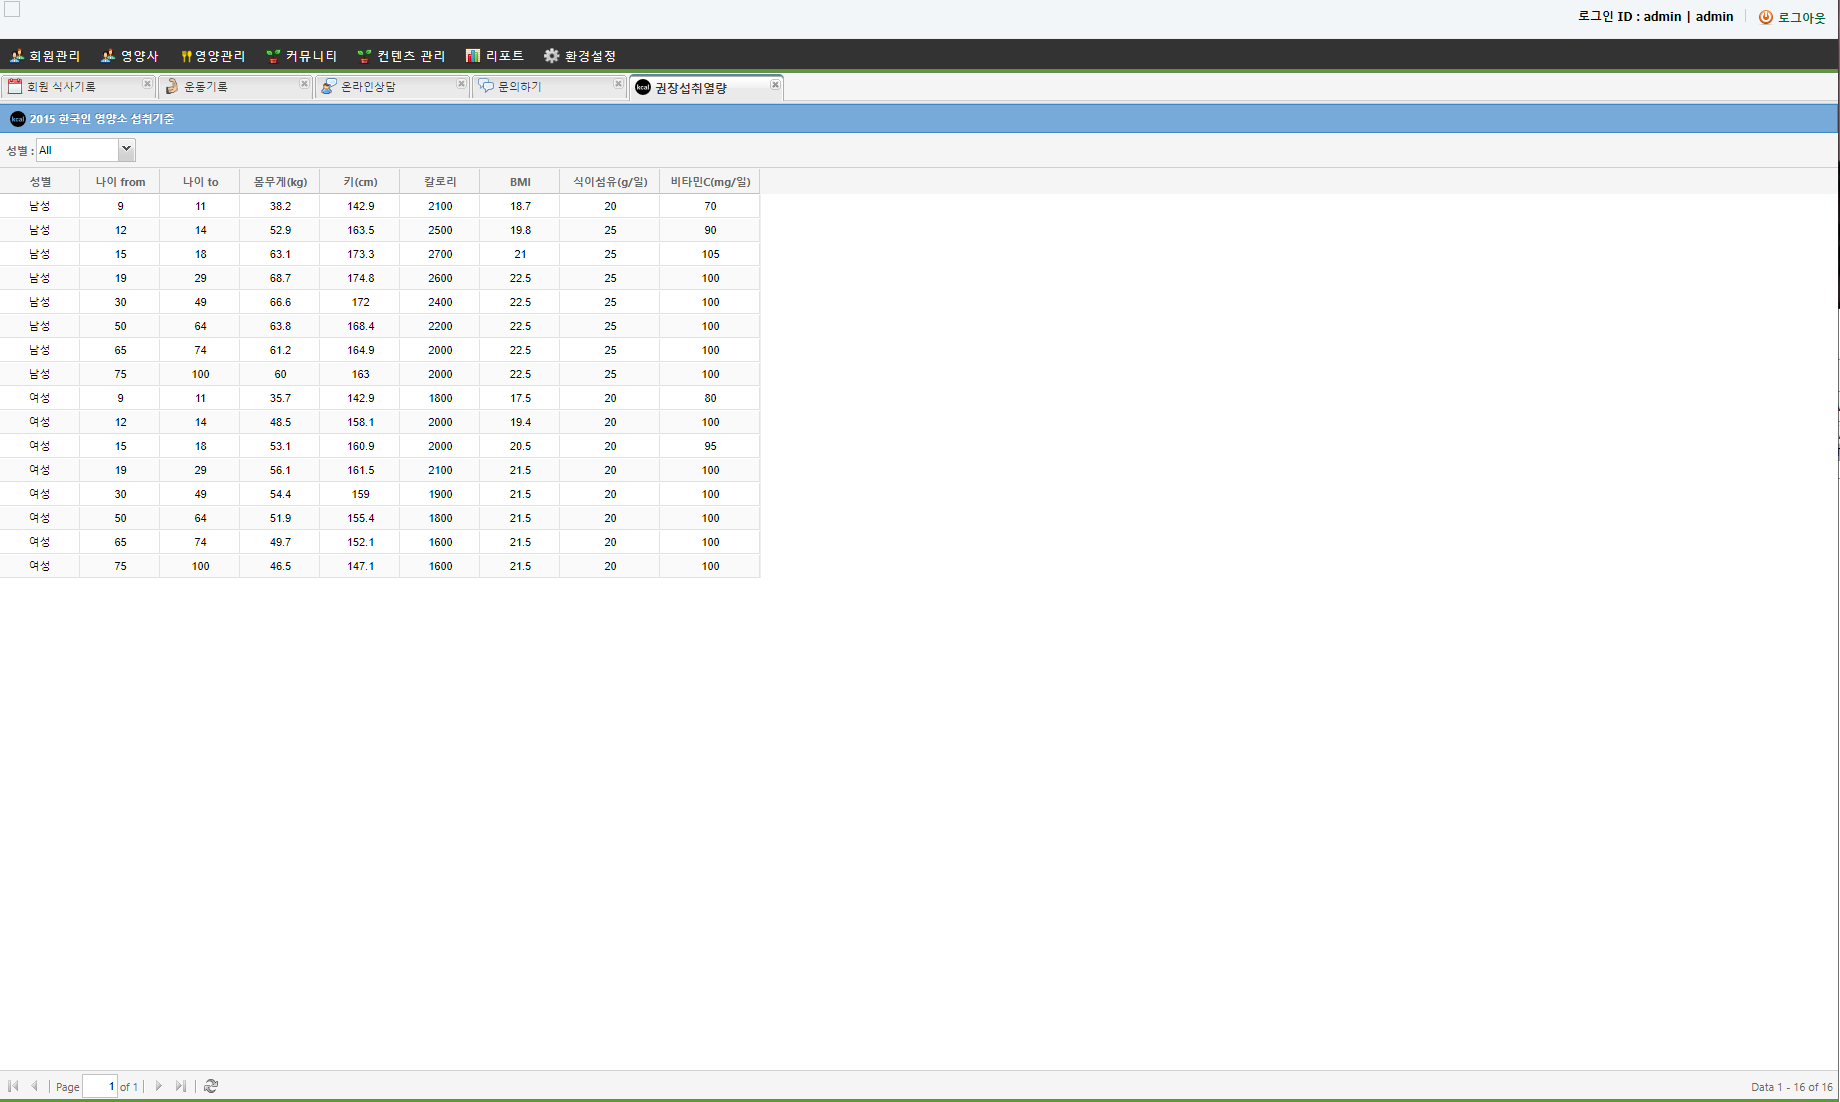 로그인 ID : admin | admin 로그아웃
회원관리 영양사 영양관리 커뮤니티 컨텐츠 관리 리포트 환경설정
회원 식사기록 운동기록 온라인상담 문의하기 kcal 권장섭취열량
kcal 2015 한국인 영양소 섭취기준
성별 : All
성별 나이 from 나이 to 몸무게(kg) 키(cm) 칼로리 BMI 식이섬유(g/일) 비타민C(mg/일)
남성 9 11 38.2 142.9 2100 18.7 20 70
남성 12 14 52.9 163.5 2500 19.8 25 90
남성 15 18 63.1 173.3 2700 21 25 105
남성 19 29 68.7 174.8 2600 22.5 25 100
남성 30 49 66.6 172 2400 22.5 25 100
남성 50 64 63.8 168.4 2200 22.5 25 100
남성 65 74 61.2 164.9 2000 22.5 25 100
남성 75 100 60 163 2000 22.5 25 100
여성 9 11 35.7 142.9 1800 17.5 20 80
여성 12 14 48.5 158.1 2000 19.4 20 100
여성 15 18 53.1 160.9 2000 20.5 20 95
여성 19 29 56.1 161.5 2100 21.5 20 100
여성 30 49 54.4 159 1900 21.5 20 100
여성 50 64 51.9 155.4 1800 21.5 20 100
여성 65 74 49.7 152.1 1600 21.5 20 100
여성 75 100 46.5 147.1 1600 21.5 20 100
Page 1 of 1 Data 1 - 16 of 16